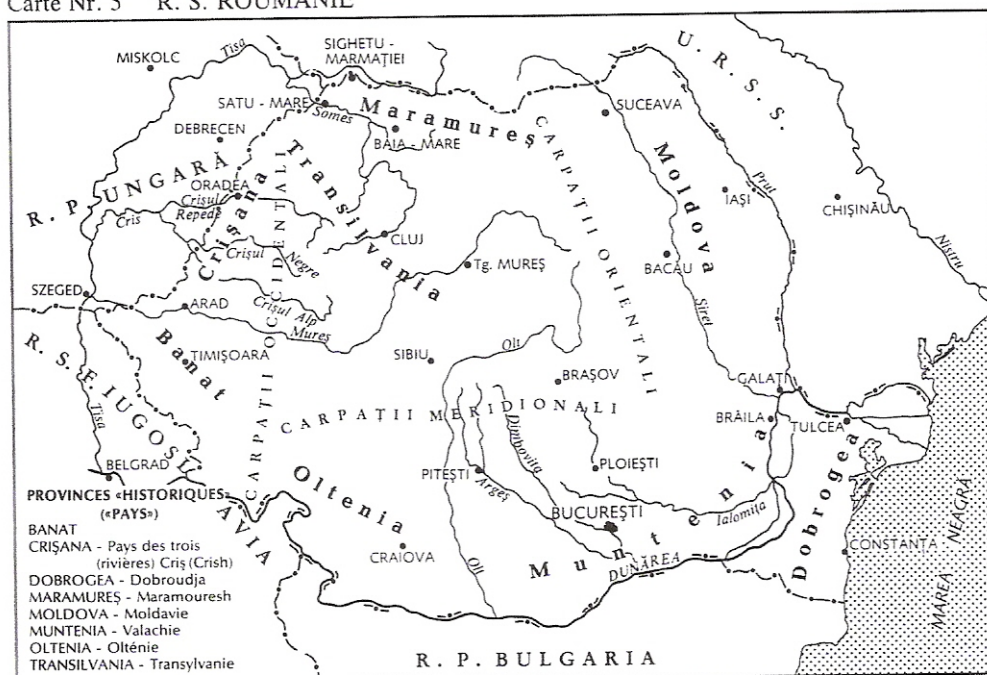 Carte Nr. 5 R. S. ROUMANIE
MISKOLC
Tisa
SIGHETU -
MARMAȚIEI
U. R. S. S.
SATU - MARE
Someș
Maramureș
SUCEAVA
DEBRECEN
BAIA - MARE
CARPAȚII ORIENTALI
Moldova
Prut
R. P. UNGARĂ
Transilvania
ORADEA
IAȘI
CHIȘINĂU
Criș
Crișul
Repede
Crișana
CLUJ
Nistru
Crișul Negre
Tg. MUREȘ
BACĂU
SZEGED
ARAD
Crișul Alp
Mureș
Siret
R. S. F. IUGOSLAVIA
Banat
TIMIȘOARA
CARPAȚII OCCIDENTALI
SIBIU
Olt
BRAȘOV
GALAȚI
Tisa
CARPAȚII MERIDIONALI
BRĂILA
TULCEA
BELGRAD
Oltenia
Dîmbovița
PITEȘTI
Argeș
PLOIEȘTI
Ialomița
BUCUREȘTI
Muntenia
Dobrogea
CONSTANȚA
CRAIOVA
Olt
DUNĂREA
MAREA NEAGRĂ
R. P. BULGARIA
PROVINCES «HISTORIQUES»
(«PAYS»)
BANAT
CRIȘANA - Pays des trois
(rivières) Criș (Crish)
DOBROGEA - Dobroudja
MARAMUREȘ - Maramouresh
MOLDOVA - Moldavie
MUNTENIA - Valachie
OLTENIA - Olténie
TRANSILVANIA - Transylvanie